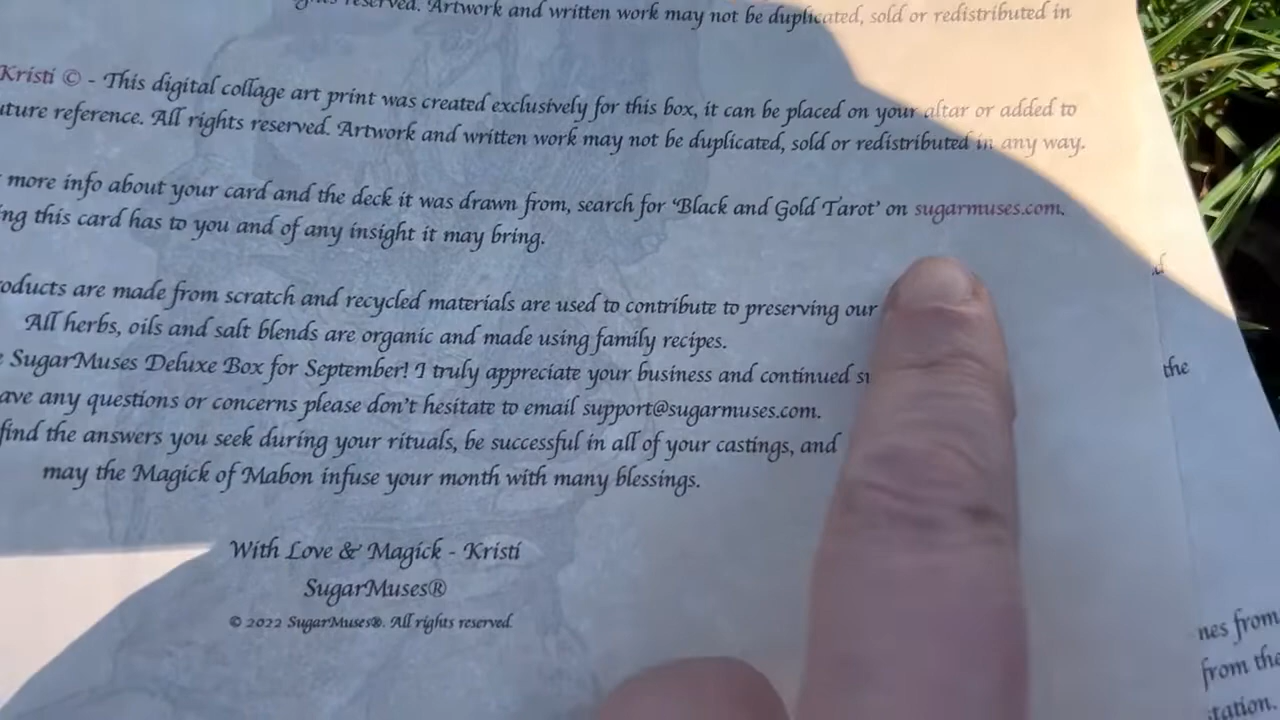 reserved. Artwork and written work may not be duplicated, sold or redistributed in
Kristi © - This digital collage art print was created exclusively for this box, it can be placed on your altar or added to
uture reference. All rights reserved. Artwork and written work may not be duplicated, sold or redistributed in any way.
more info about your card and the deck it was drawn from, search for 'Black and Gold Tarot' on sugarmuses.com.
ing this card has to you and of any insight it may bring.
oducts are made from scratch and recycled materials are used to contribute to preserving our
All herbs, oils and salt blends are organic and made using family recipes.
SugarMuses Deluxe Box for September! I truly appreciate your business and continued
ave any questions or concerns please don't hesitate to email support@sugarmuses.com.
find the answers you seek during your rituals, be successful in all of your castings, and
may the Magick of Mabon infuse your month with many blessings.
With Love & Magick - Kristi
SugarMuses®
© 2022 SugarMuses®. All rights reserved.
the
nes from
from the
tation.